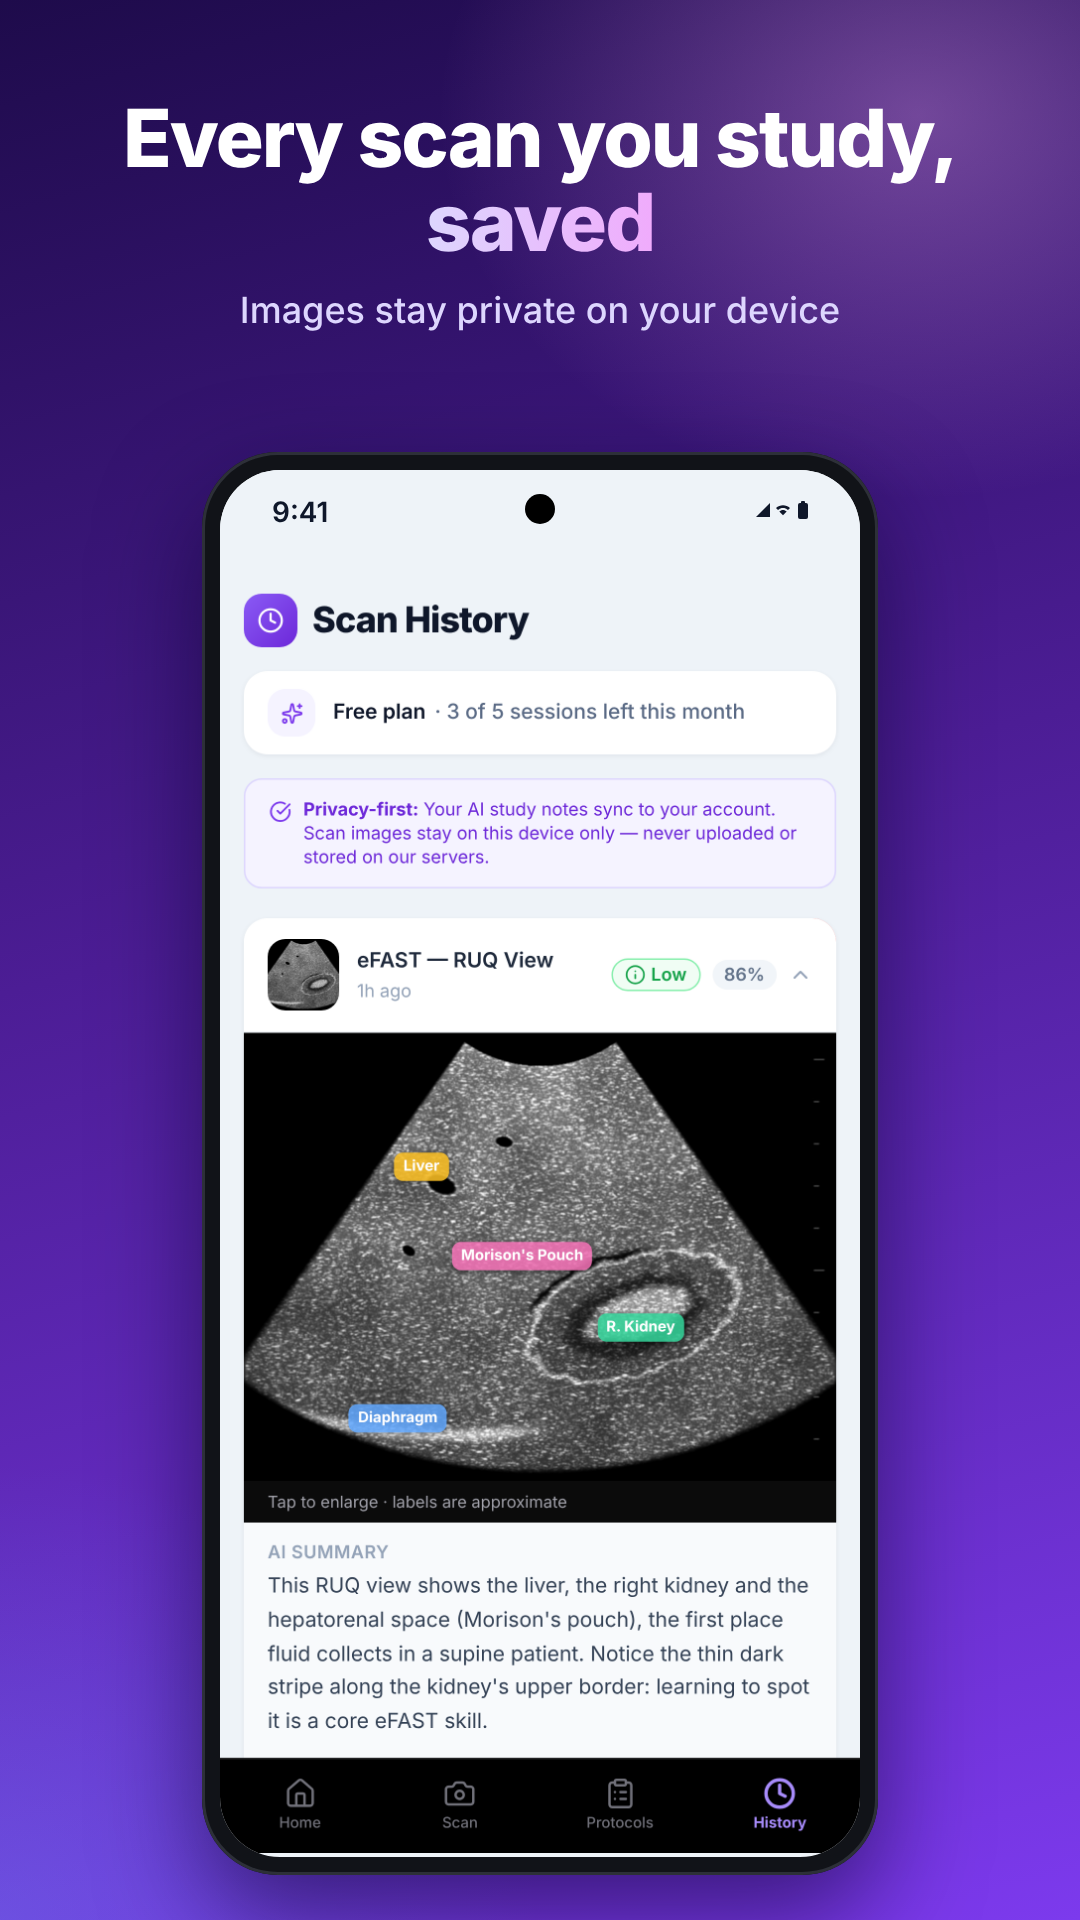 Every scan you study,
saved
Images stay private on your device
9:41
Scan History
Free plan · 3 of 5 sessions left this month
Privacy-first: Your AI study notes sync to your account.
Scan images stay on this device only — never uploaded or
stored on our servers.
eFAST — RUQ View
1h ago
Low
86%
Liver
Morison's Pouch
R. Kidney
Diaphragm
Tap to enlarge · labels are approximate
AI SUMMARY
This RUQ view shows the liver, the right kidney and the
hepatorenal space (Morison's pouch), the first place
fluid collects in a supine patient. Notice the thin dark
stripe along the kidney's upper border: learning to spot
it is a core eFAST skill.
Home
Scan
Protocols
History